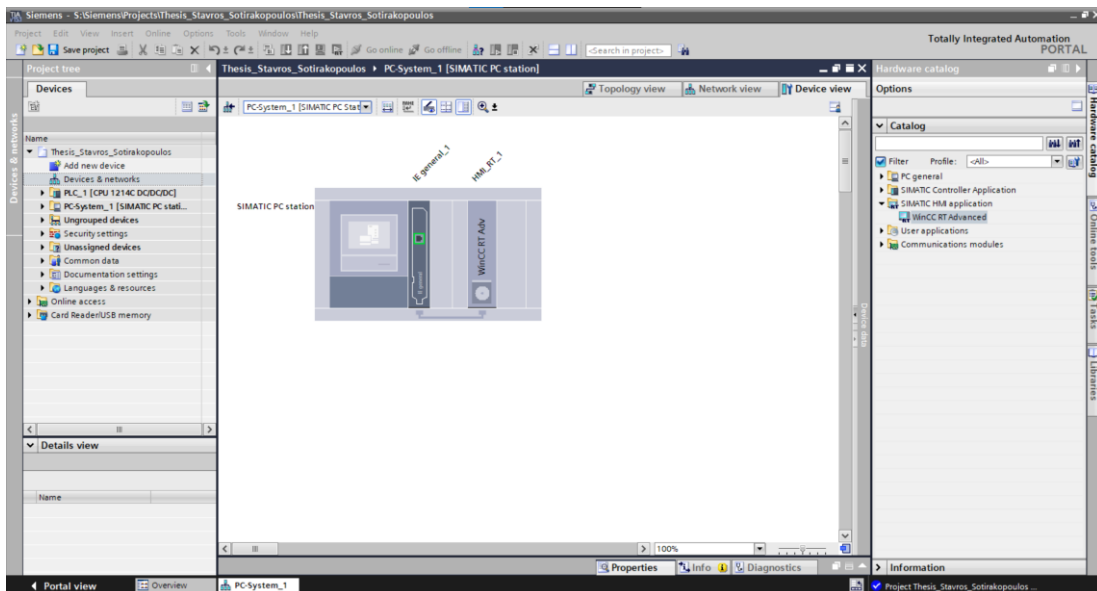 Siemens - S:\Siemens\Projects\Thesis_Stavros_Sotirakopoulos\Thesis_Stavros_Sotirakopoulos
Project Edit View Insert Online Options Tools Window Help
Totally Integrated Automation
PORTAL
Save project Go online Go offline <Search in project>
Project tree
Thesis_Stavros_Sotirakopoulos PC-System_1 [SIMATIC PC station]
Hardware catalog
Devices
Topology view Network view Device view
Options
PC-System_1 [SIMATIC PC Stat
Devices & networks
Name
Thesis_Stavros_Sotirakopoulos
Add new device
Devices & networks
PLC_1 [CPU 1214C DC/DC/DC]
PC-System_1 [SIMATIC PC stati...
Ungrouped devices
Security settings
Unassigned devices
Common data
Documentation settings
Languages & resources
Online access
Card Reader/USB memory
Details view
Name
IE general_1
HMI_RT_1
SIMATIC PC station
IE general
WinCC RT Adv
Device data
100%
Properties Info Diagnostics
Catalog
Filter Profile: <All>
PC general
SIMATIC Controller Application
SIMATIC HMI application
WinCC RT Advanced
User applications
Communications modules
Information
Hardware catalog
Online tools
Tasks
Libraries
Portal view Overview PC-System_1
Project Thesis_Stavros_Sotirakopoulos ...